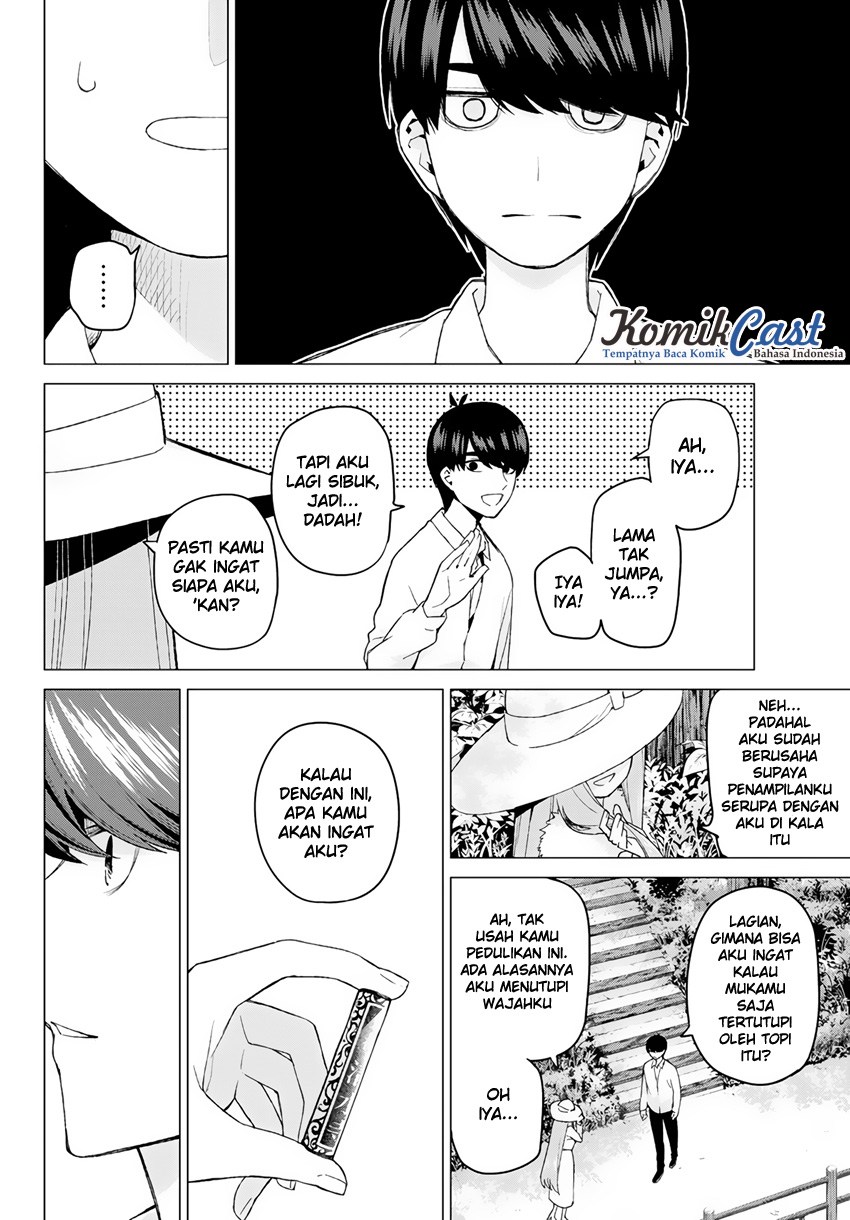 ......
KomikCast
Tempatnya Baca Komik Bahasa Indonesia
AH,
IYA...
LAMA
TAK
JUMPA,
YA...?
IYA
IYA!
TAPI AKU
LAGI SIBUK,
JADI...
DADAH!
PASTI KAMU
GAK INGAT
SIAPA AKU,
'KAN?
NEH...
PADAHAL
AKU SUDAH
BERUSAHA
SUPAYA
PENAMPILANKU
SERUPA DENGAN
AKU DI KALA
ITU
LAGIAN,
GIMANA BISA
AKU INGAT
KALAU
MUKAMU
SAJA
TERTUTUPI
OLEH TOPI
ITU?
AH, TAK
USAH KAMU
PEDULIKAN INI.
ADA ALASANNYA
AKU MENUTUPI
WAJAHKU
OH
IYA...
KALAU
DENGAN INI,
APA KAMU
AKAN INGAT
AKU?